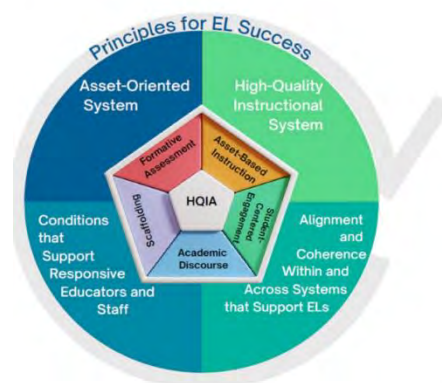 Principles for EL Success
Asset-Oriented
System
High-Quality
Instructional
System
Formative
Assessment
Asset-Based
Instruction
Scaffolding
HQIA
Student-
Centered
Engagement
Academic
Discourse
Conditions
that
Support
Responsive
Educators and
Staff
Alignment
and
Coherence
Within and
Across Systems
that Support ELs